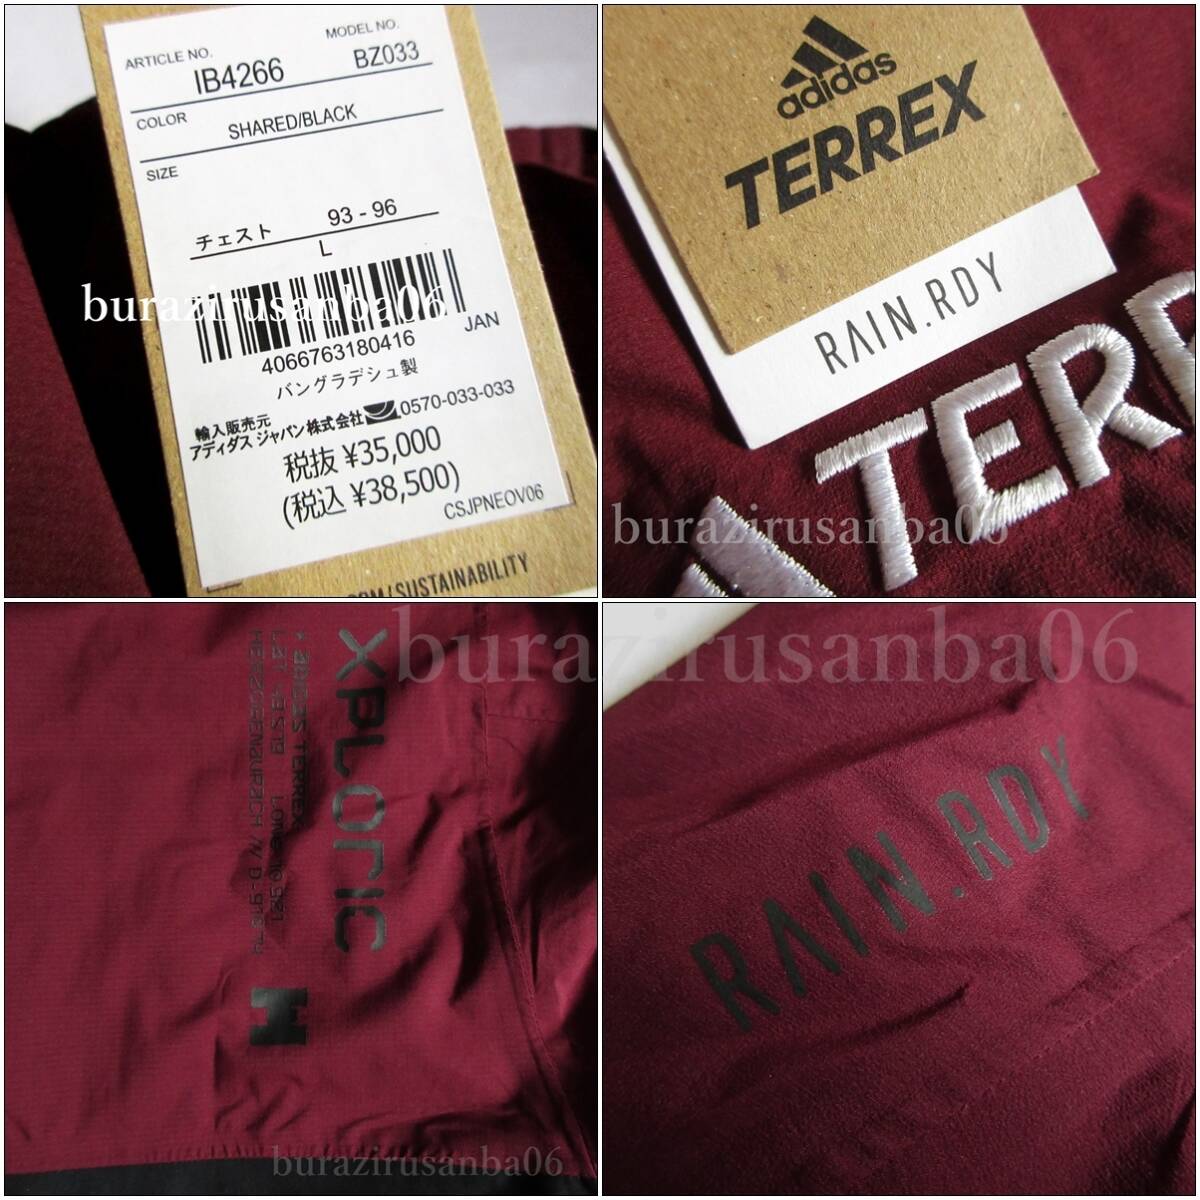 ARTICLE NO.
MODEL NO.
IB4266
BZ033
COLOR
SHARED/BLACK
SIZE
チェスト 93 - 96
L
burazirusanba06
4066763180416
JAN
バングラデシュ製
輸入販売元
アディダス ジャパン株式会社 0570-033-033
税抜 ¥35,000
(税込 ¥38,500)
CSJPNEOV06
.COM/SUSTAINABILITY
adidas
TERREX
RAIN.RDY
TERR
burazirusanba06
burazirusanba06
XPLORIC
burazirusanba06
RAIN.RDY